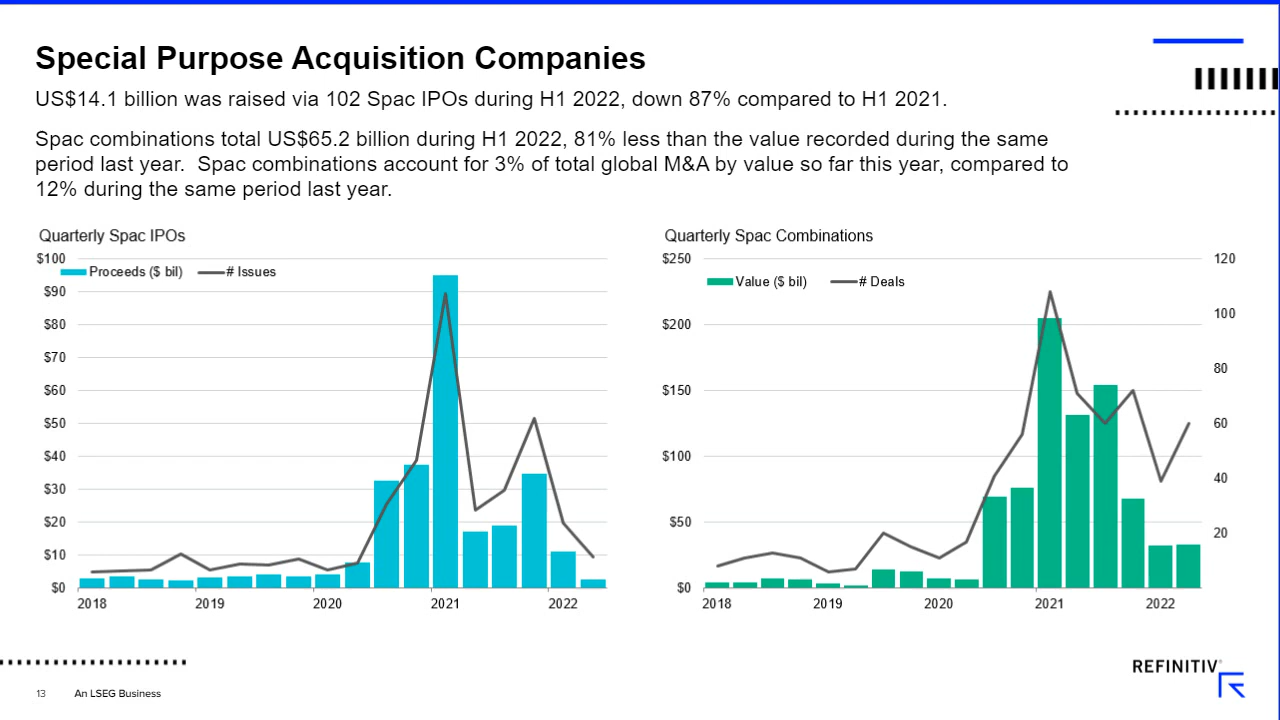 Special Purpose Acquisition Companies
US$14.1 billion was raised via 102 Spac IPOs during H1 2022, down 87% compared to H1 2021.
Spac combinations total US$65.2 billion during H1 2022, 81% less than the value recorded during the same
period last year.  Spac combinations account for 3% of total global M&A by value so far this year, compared to
12% during the same period last year.
Quarterly Spac IPOs
Proceeds ($ bil)
# Issues
$100
$90
$80
$70
$60
$50
$40
$30
$20
$10
$0
2018 2019 2020 2021 2022
Quarterly Spac Combinations
Value ($ bil)
# Deals
$250
$200
$150
$100
$50
$0
120
100
80
60
40
20
2018 2019 2020 2021 2022
REFINITIV
13 An LSEG Business